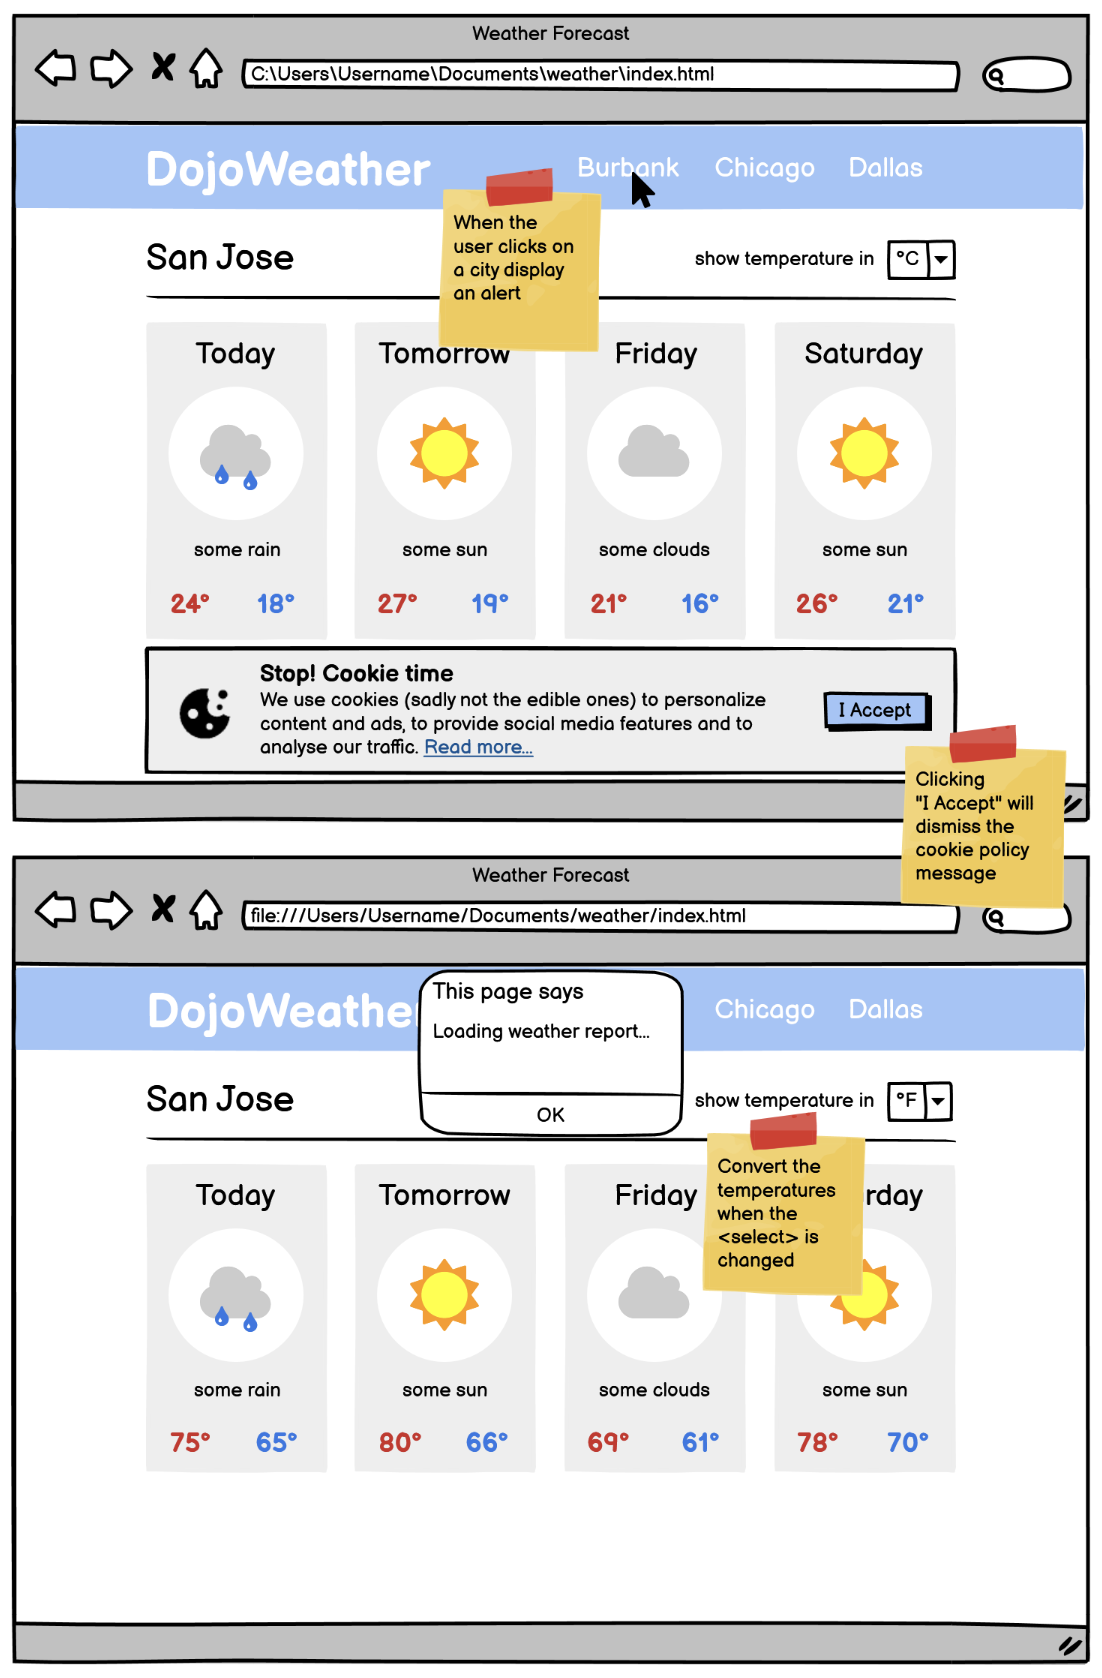 Weather Forecast
C:\Users\Username\Documents\weather\index.html
DojoWeather
Burbank Chicago Dallas
When the
user clicks on
a city display
an alert
San Jose
show temperature in °C
Today Tomorrow Friday Saturday
some rain some sun some clouds some sun
24° 18° 27° 19° 21° 16° 26° 21°
Stop! Cookie time
We use cookies (sadly not the edible ones) to personalize
content and ads, to provide social media features and to
analyse our traffic. Read more...
I Accept
Clicking
"I Accept" will
dismiss the
cookie policy
message
Weather Forecast
file:///Users/Username/Documents/weather/index.html
DojoWeather
Chicago Dallas
This page says
Loading weather report...
OK
San Jose
show temperature in °F
Convert the
temperatures
when the
<select> is
changed
Today Tomorrow Friday rday
some rain some sun some clouds some sun
75° 65° 80° 66° 69° 61° 78° 70°